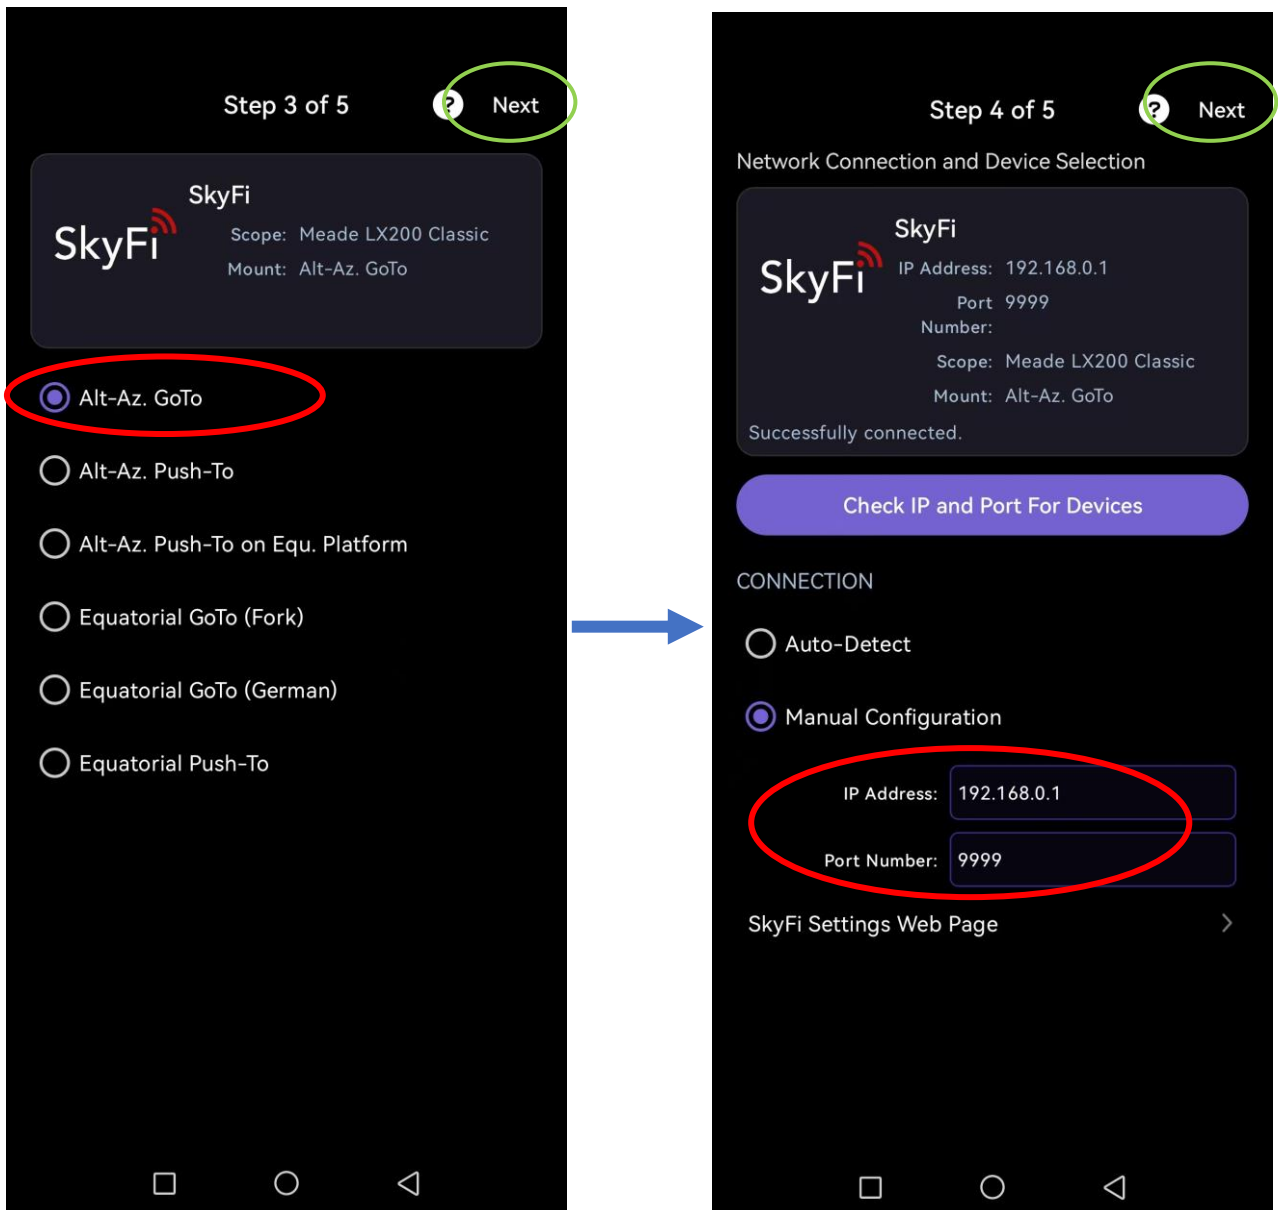 Step 3 of 5
? Next
SkyFi
SkyFi
Scope: Meade LX200 Classic
Mount: Alt-Az. GoTo
Alt-Az. GoTo
Alt-Az. Push-To
Alt-Az. Push-To on Equ. Platform
Equatorial GoTo (Fork)
Equatorial GoTo (German)
Equatorial Push-To
Step 4 of 5
? Next
Network Connection and Device Selection
SkyFi
SkyFi
IP Address: 192.168.0.1
Port 9999
Number:
Scope: Meade LX200 Classic
Mount: Alt-Az. GoTo
Successfully connected.
Check IP and Port For Devices
CONNECTION
Auto-Detect
Manual Configuration
IP Address: 192.168.0.1
Port Number: 9999
SkyFi Settings Web Page